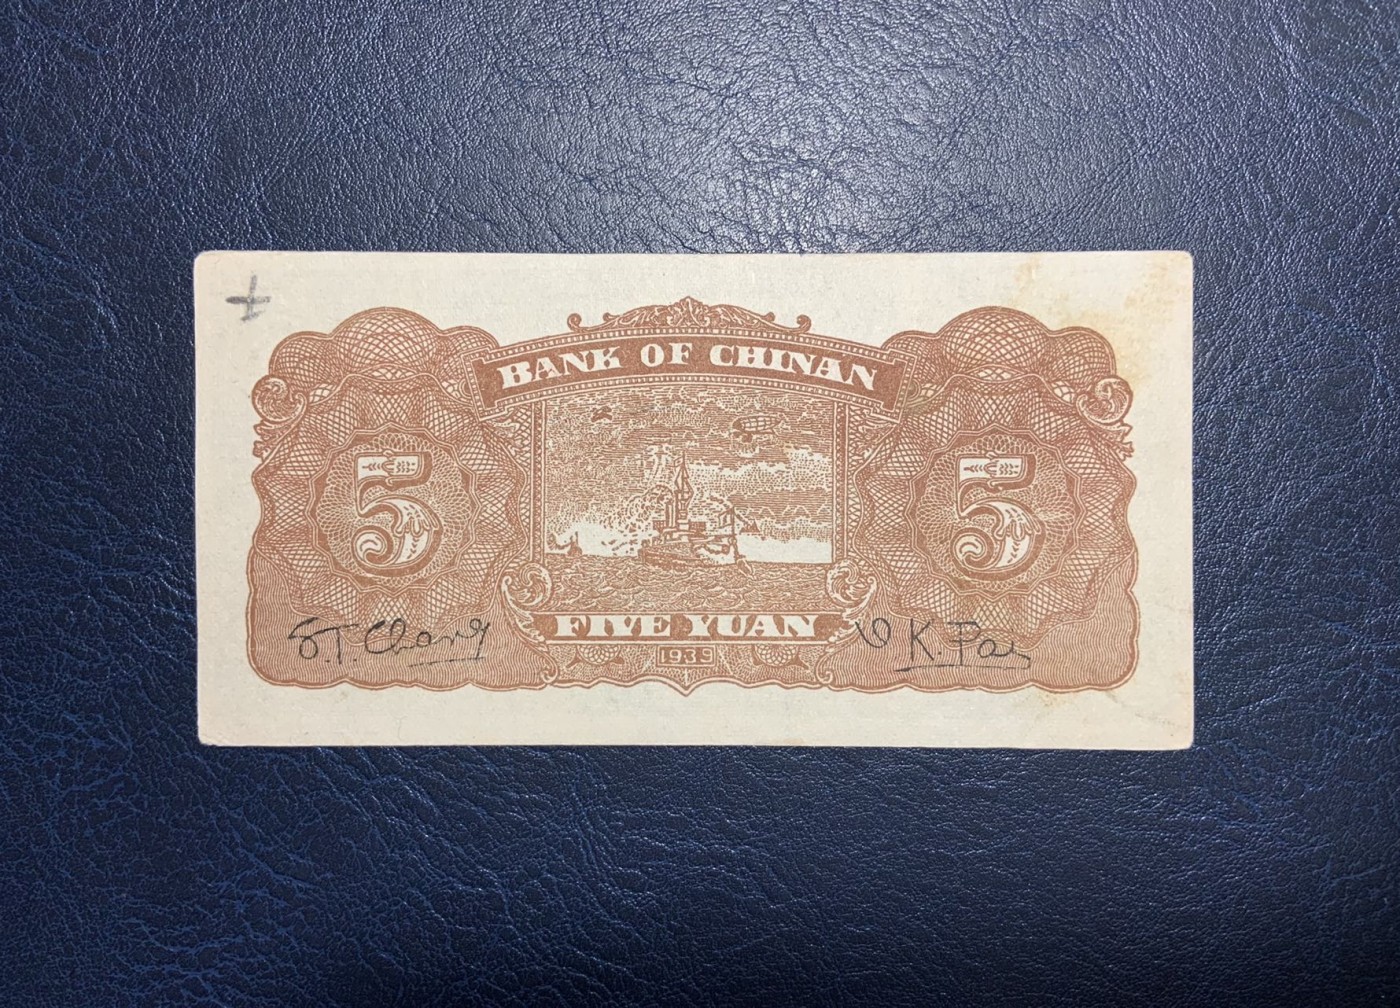 BANK OF CHINAN
5 5
FIVE YUAN
S.T. Chang K. Pai
1939